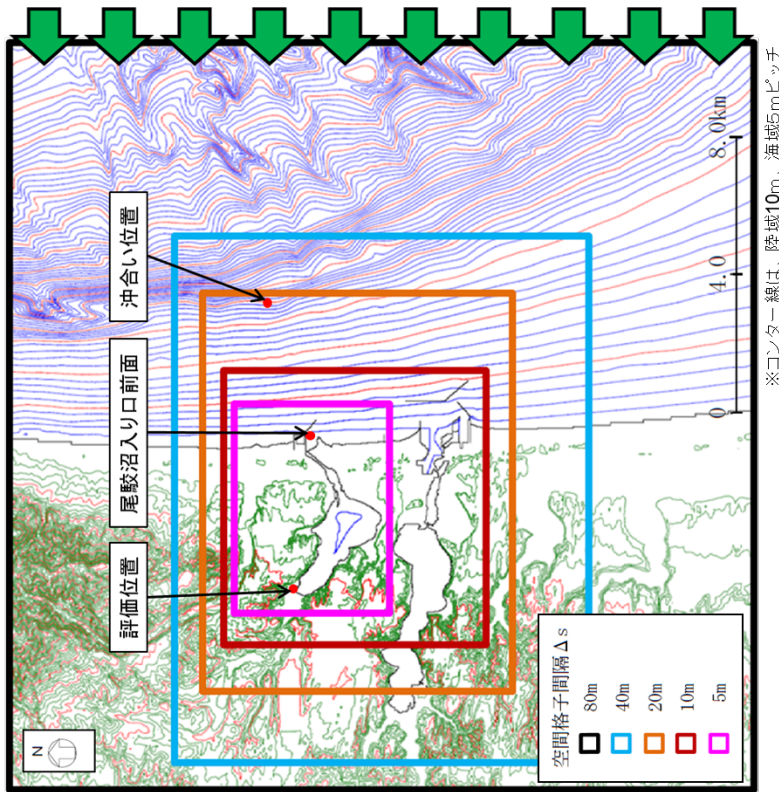 沖合い位置
尾駮沼入り口前面
評価位置
N
空間格子間隔Δs
80m
40m
20m
10m
5m
0
4.0
8.0km
※コンター線は、陸域10m、海域5mピッチ